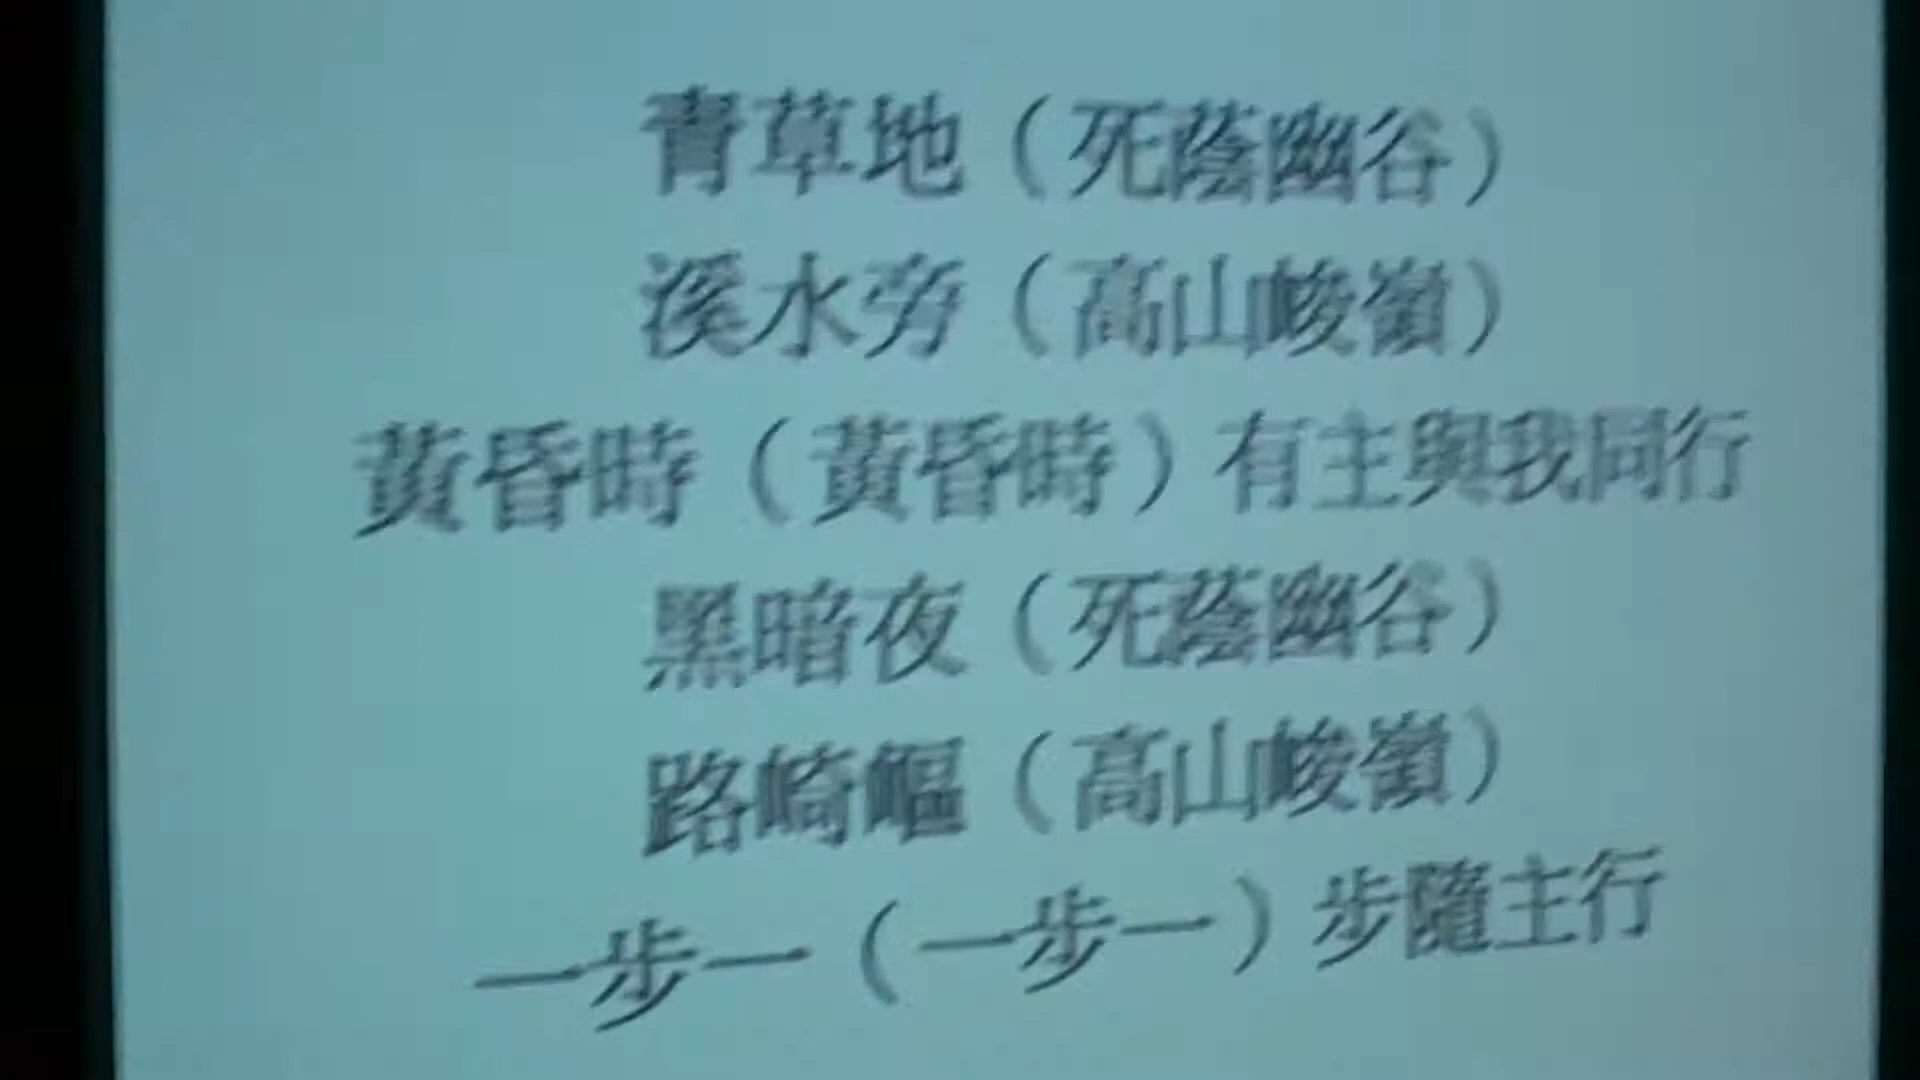 青草地（死蔭幽谷）
溪水旁（高山峻嶺）
黃昏時（黃昏時）有主與我同行
黑暗夜（死蔭幽谷）
路崎嶇（高山峻嶺）
一步一（一步一）步隨主行